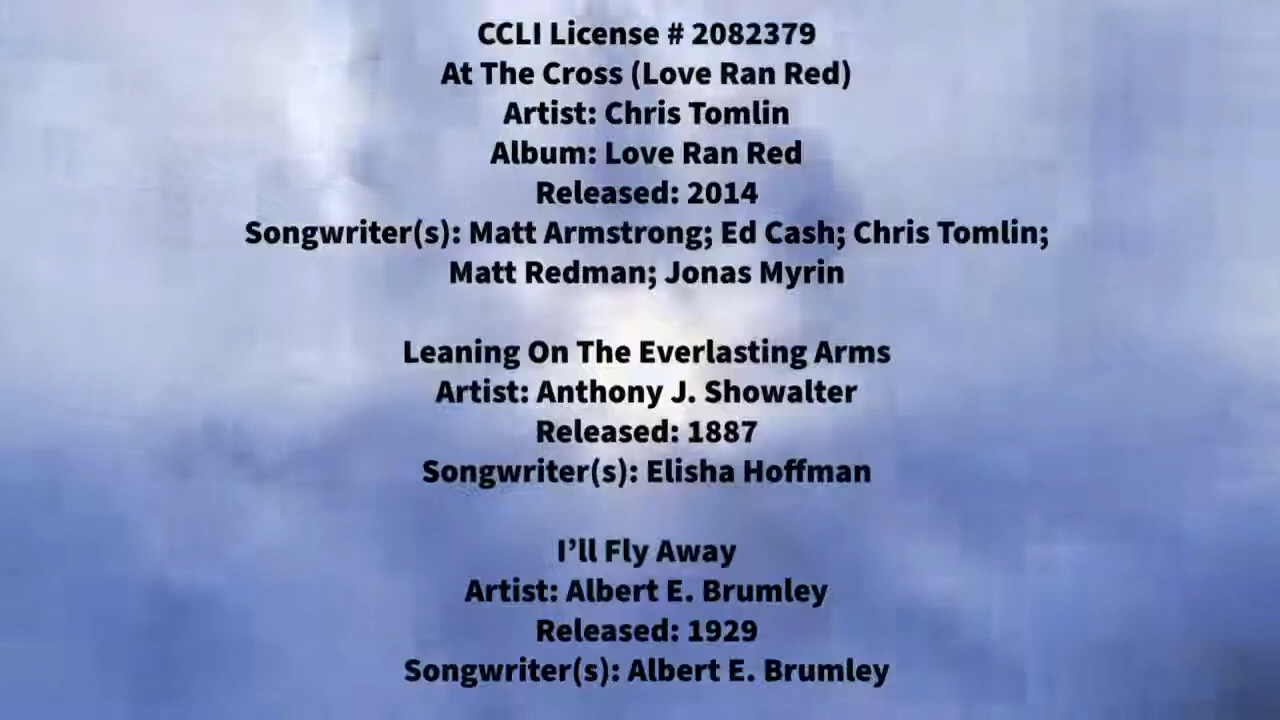 CCLI License # 2082379
At The Cross (Love Ran Red)
Artist: Chris Tomlin
Album: Love Ran Red
Released: 2014
Songwriter(s): Matt Armstrong; Ed Cash; Chris Tomlin;
Matt Redman; Jonas Myrin
Leaning On The Everlasting Arms
Artist: Anthony J. Showalter
Released: 1887
Songwriter(s): Elisha Hoffman
I’ll Fly Away
Artist: Albert E. Brumley
Released: 1929
Songwriter(s): Albert E. Brumley